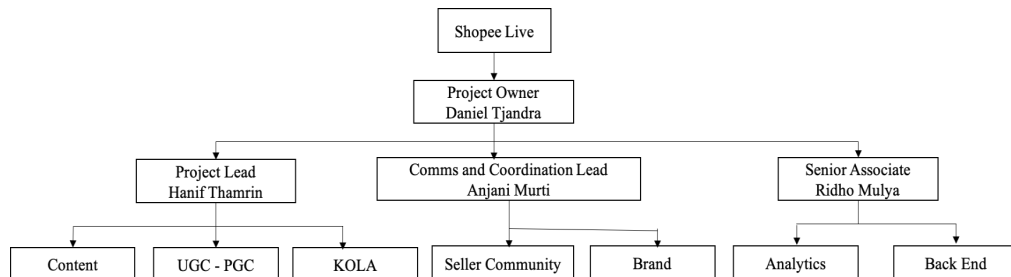 Shopee Live
Project Owner
Daniel Tjandra
Project Lead
Hanif Thamrin
Comms and Coordination Lead
Anjani Murti
Senior Associate
Ridho Mulya
Content
UGC - PGC
KOLA
Seller Community
Brand
Analytics
Back End